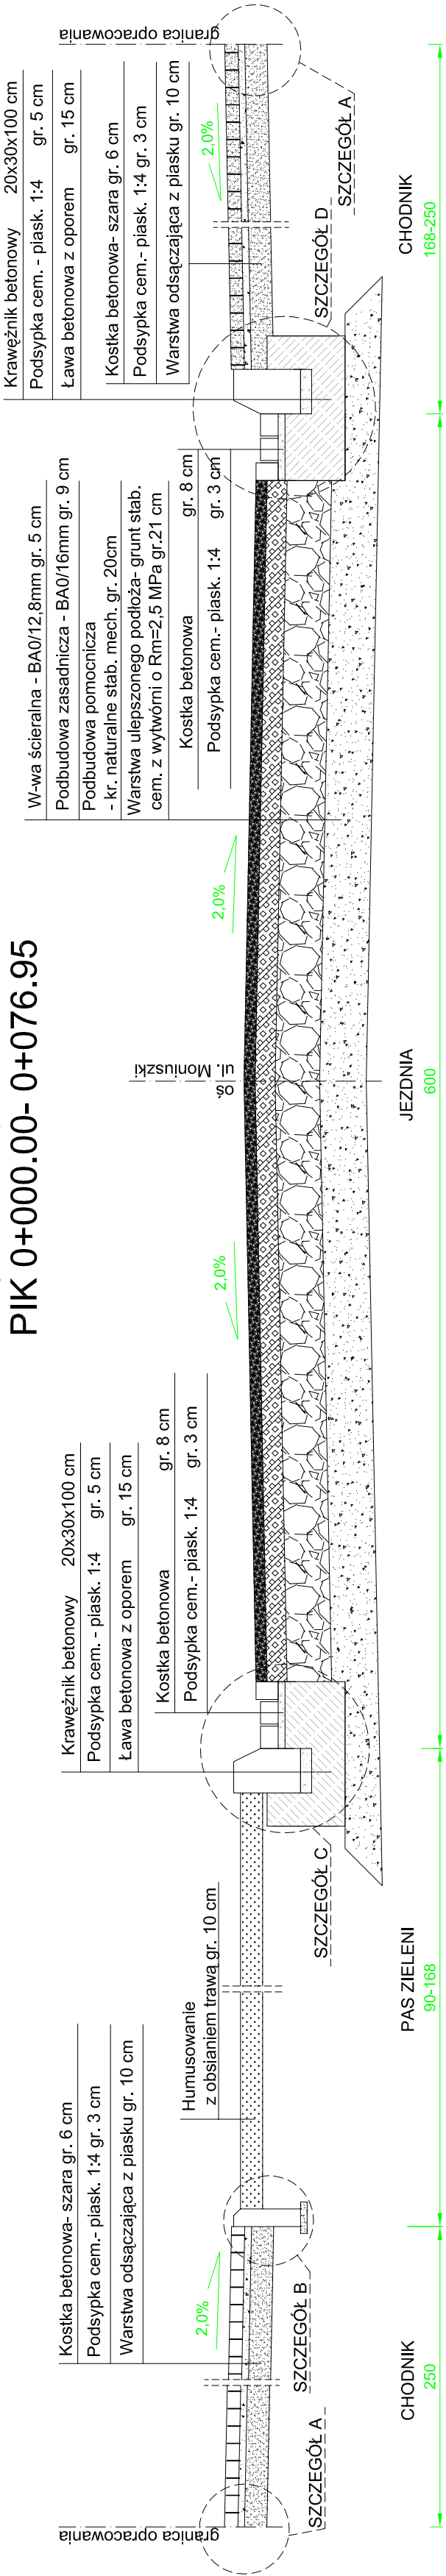 PIK 0+000.00- 0+076.95
granica opracowania
Kostka betonowa- szara gr. 6 cm
Podsypka cem.- piask. 1:4 gr. 3 cm
Warstwa odsączająca z piasku gr. 10 cm
2,0%
SZCZEGÓŁ A
SZCZEGÓŁ B
Humusowanie
z obsianiem trawą gr. 10 cm
Krawężnik betonowy 20x30x100 cm
Podsypka cem.- piask. 1:4 gr. 5 cm
Ława betonowa z oporem gr. 15 cm
Kostka betonowa gr. 8 cm
Podsypka cem.- piask. 1:4 gr. 3 cm
SZCZEGÓŁ C
2,0%
oś
ul. Moniuszki
2,0%
W-wa ścieralna - BA0/12,8mm gr. 5 cm
Podbudowa zasadnicza - BA0/16mm gr. 9 cm
Podbudowa pomocnicza
- kr. naturalne stab. mech. gr. 20cm
Warstwa ulepszonego podłoża- grunt stab.
cem. z wytwórni o Rm=2,5 MPa gr.21 cm
Kostka betonowa gr. 8 cm
Podsypka cem.- piask. 1:4 gr. 3 cm
Krawężnik betonowy 20x30x100 cm
Podsypka cem.- piask. 1:4 gr. 5 cm
Ława betonowa z oporem gr. 15 cm
Kostka betonowa- szara gr. 6 cm
Podsypka cem.- piask. 1:4 gr. 3 cm
Warstwa odsączająca z piasku gr. 10 cm
2,0%
granica opracowania
SZCZEGÓŁ D
SZCZEGÓŁ A
CHODNIK
250
PAS ZIELENI
90-168
JEZDNIA
600
CHODNIK
168-250